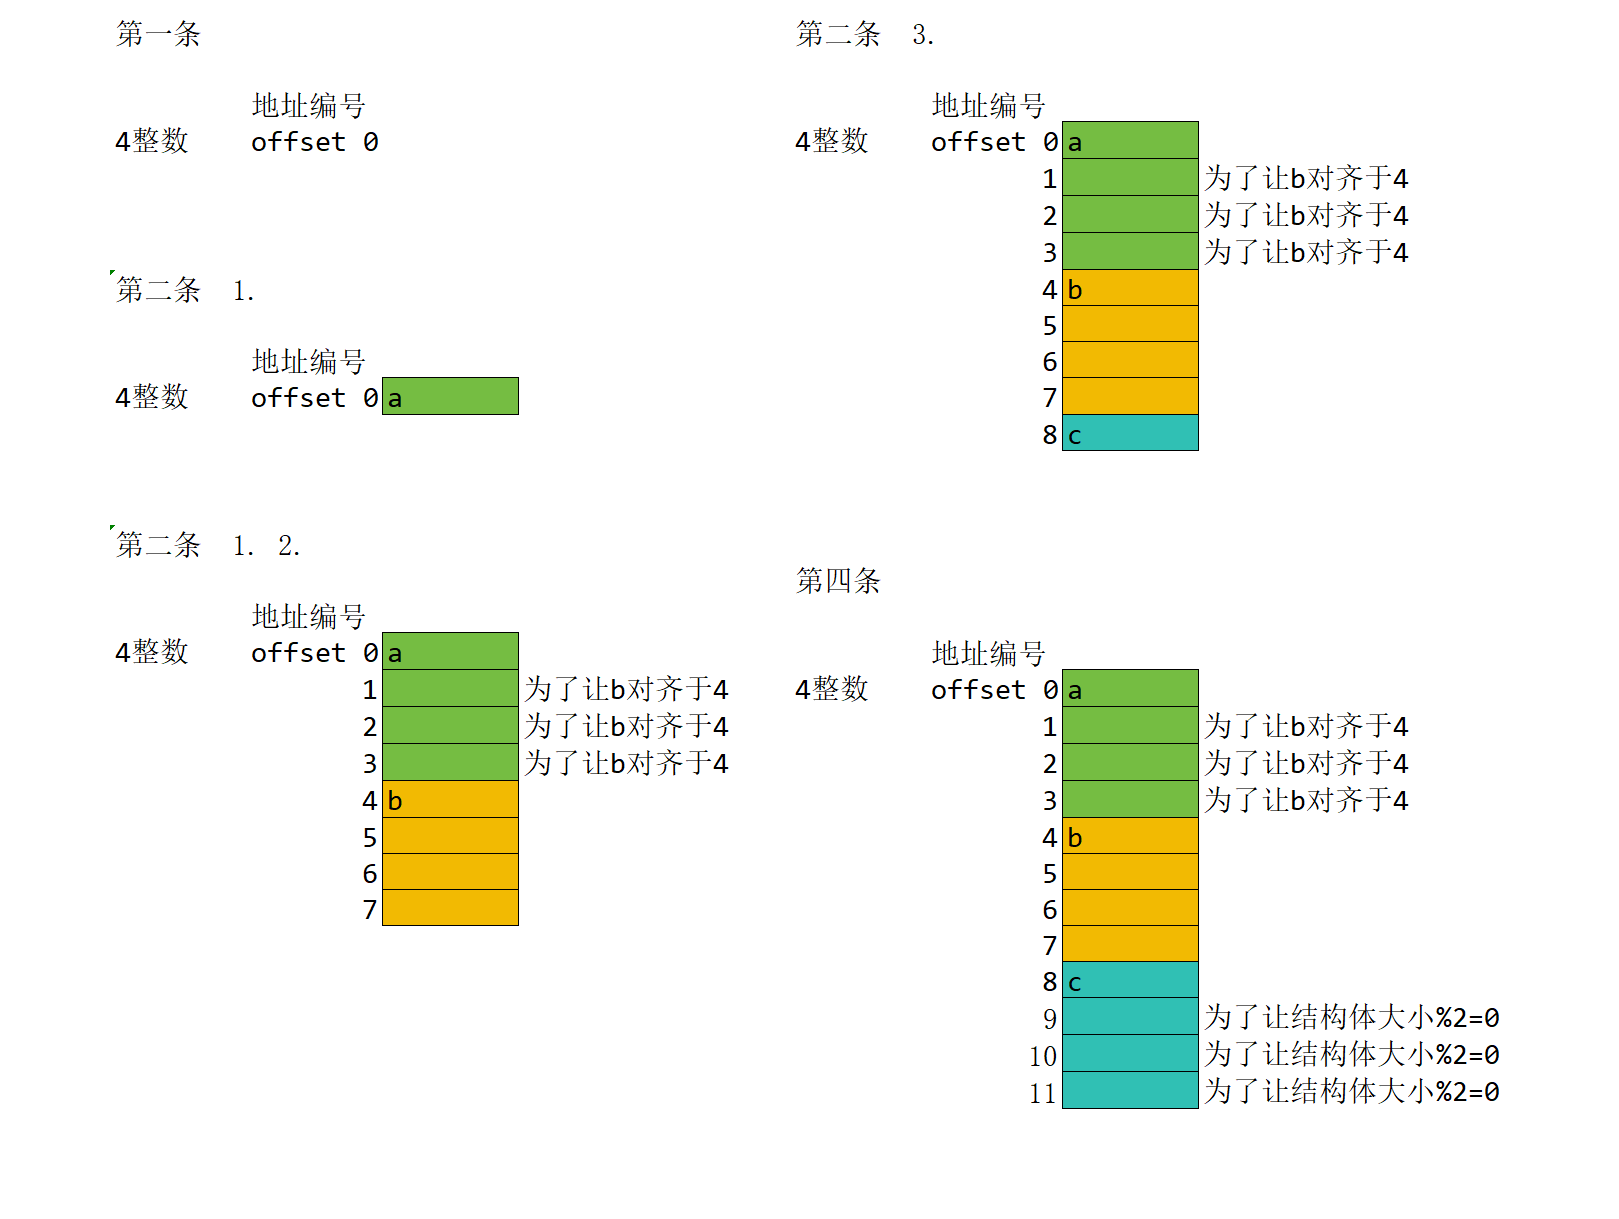 第一条
地址编号
4整数 offset 0
第二条 1.
地址编号
4整数 offset 0 a
第二条 1. 2.
地址编号
4整数 offset 0 a
1 为了让b对齐于4
2 为了让b对齐于4
3 为了让b对齐于4
4 b
5
6
7
第二条 3.
地址编号
4整数 offset 0 a
1 为了让b对齐于4
2 为了让b对齐于4
3 为了让b对齐于4
4 b
5
6
7
8 c
第四条
地址编号
4整数 offset 0 a
1 为了让b对齐于4
2 为了让b对齐于4
3 为了让b对齐于4
4 b
5
6
7
8 c
9 为了让结构体大小%2=0
10 为了让结构体大小%2=0
11 为了让结构体大小%2=0